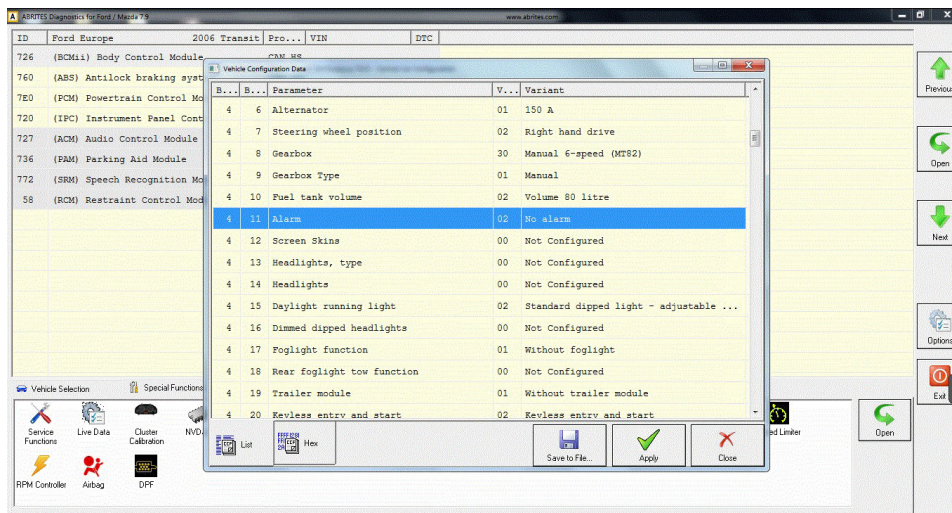 ABRITES Diagnostics for Ford / Mazda 7.9 www.abrites.com
ID Ford Europe 2006 Transit Pro... VIN DTC
726 (BCMii) Body Control Module CAN HS
760 (ABS) Antilock braking syst
7E0 (PCM) Powertrain Control Mo
720 (IPC) Instrument Panel Cont
727 (ACM) Audio Control Module
736 (PAM) Parking Aid Module
772 (SRM) Speech Recognition Mo
58 (RCM) Restraint Control Mod
Vehicle Configuration Data
B... B... Parameter V... Variant
4 6 Alternator 01 150 A
4 7 Steering wheel position 02 Right hand drive
4 8 Gearbox 30 Manual 6-speed (MT82)
4 9 Gearbox Type 01 Manual
4 10 Fuel tank volume 02 Volume 80 litre
4 11 Alarm 02 No alarm
4 12 Screen Skins 00 Not Configured
4 13 Headlights, type 00 Not Configured
4 14 Headlights 00 Not Configured
4 15 Daylight running light 02 Standard dipped light - adjustable ...
4 16 Dimmed dipped headlights 00 Not Configured
4 17 Foglight function 01 Without foglight
4 18 Rear foglight tow function 00 Not Configured
4 19 Trailer module 01 Without trailer module
4 20 Keyless entry and start 02 Keyless entry and start
List Hex
Save to File... Apply Close
Previous
Open
Next
Options
Exit
Vehicle Selection Special Functions
Service Functions Live Data Cluster Calibration NVD ed Limiter Open
RPM Controller Airbag DPF